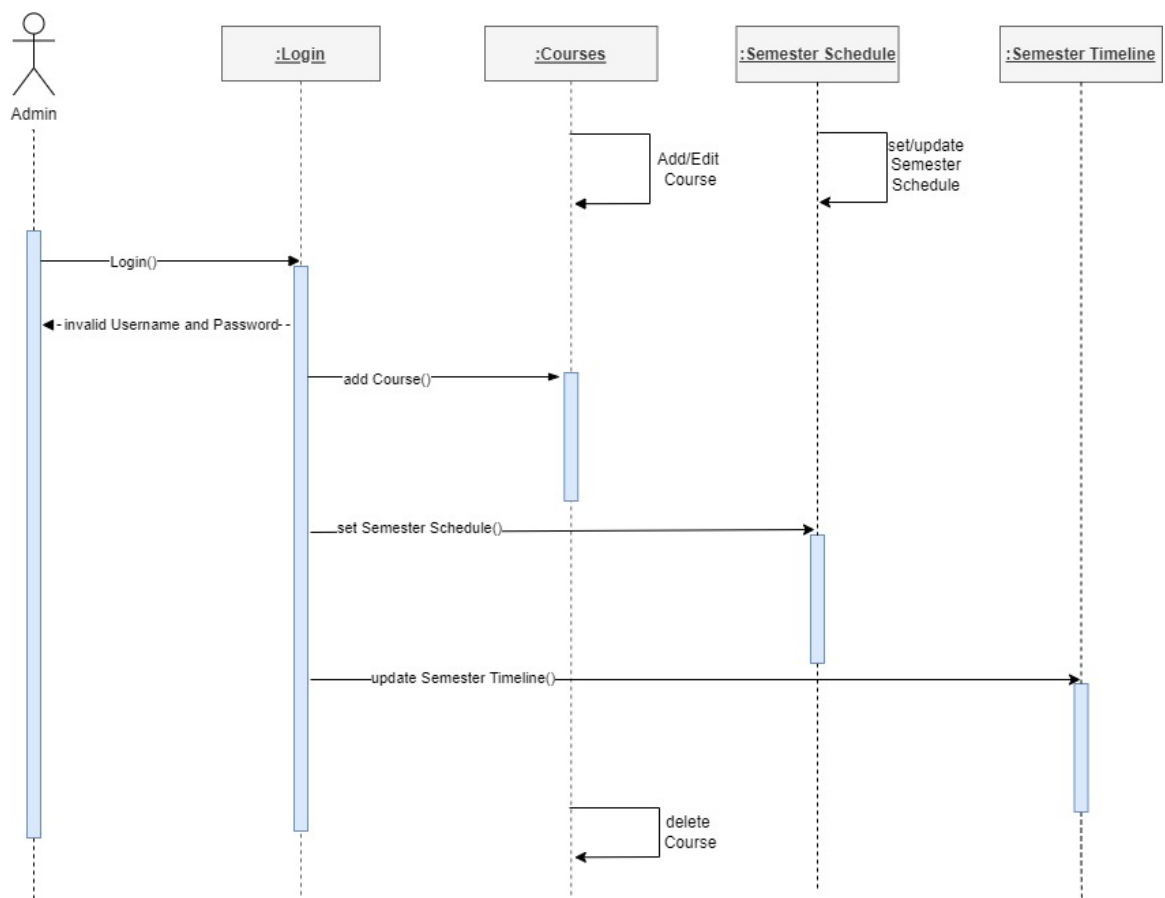 :Login
:Courses
:Semester Schedule
:Semester Timeline
Admin
Add/Edit
Course
set/update
Semester
Schedule
Login()
invalid Username and Password
add Course()
set Semester Schedule()
update Semester Timeline()
delete
Course